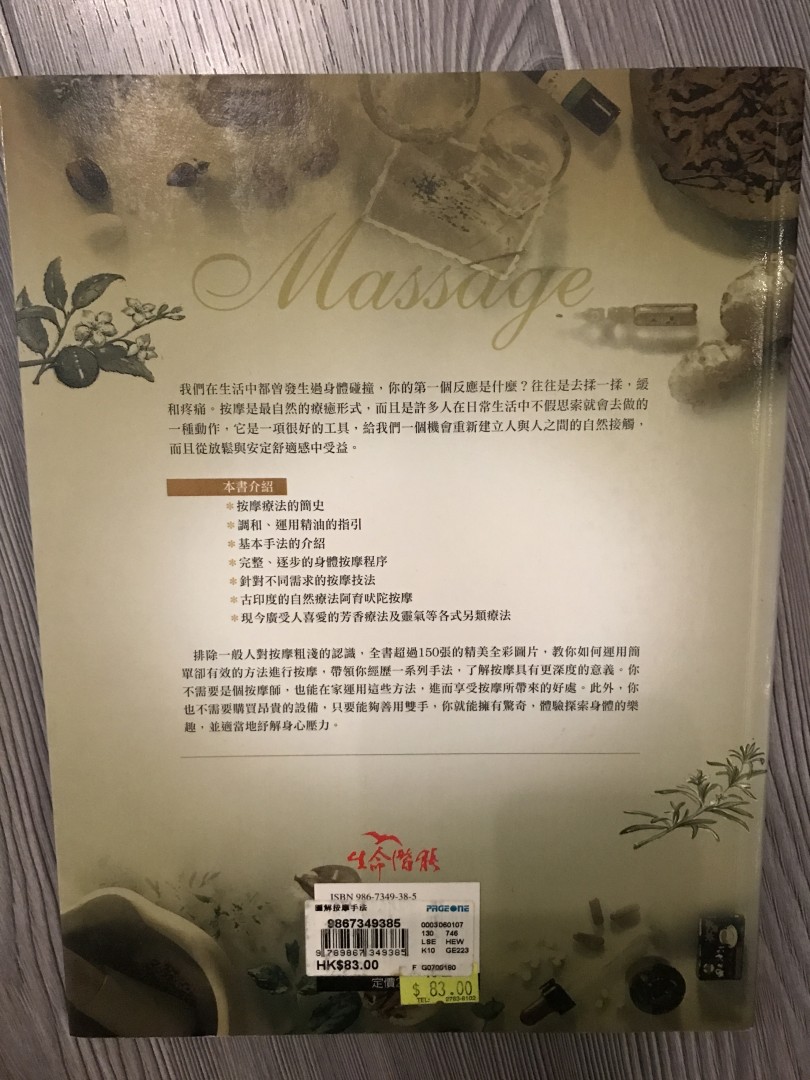 Massage
我們在生活中都曾發生過身體碰撞，你的第一個反應是什麼？往往是去揉一揉，緩
和疼痛。按摩是最自然的療癒形式，而且是許多人在日常生活中不假思索就會去做的
一種動作，它是一項很好的工具，給我們一個機會重新建立人與人之間的自然接觸，
而且從放鬆與安定舒適感中受益。
本書介紹
＊按摩療法的簡史
＊調和、運用精油的指引
＊基本手法的介紹
＊完整、逐步的身體按摩程序
＊針對不同需求的按摩技法
＊古印度的自然療法阿育吠陀按摩
＊現今廣受人喜愛的芳香療法及靈氣等各式另類療法
排除一般人對按摩粗淺的認識，全書超過150張的精美全彩圖片，教你如何運用簡
單卻有效的方法進行按摩，帶領你經歷一系列手法，了解按摩具有更深度的意義。你
不需要是個按摩師，也能在家運用這些方法，進而享受按摩所帶來的好處。此外，你
也不需要購買昂貴的設備，只要能夠善用雙手，你就能擁有驚奇，體驗探索身體的樂
趣，並適當地紓解身心壓力。
生命潛能
ISBN 986-7349-38-5
圖解按摩手法 PAGEONE
9867349385 0003060107
130 746
LSE HEW
9 789867 349385 K10 GE223
HK$83.00 F G0700160
定價
$ 83.00
TEL: 2763-6102